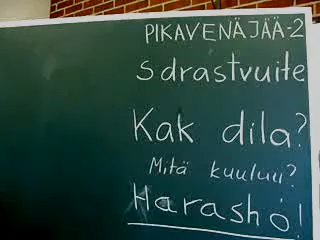 PIKAVENÄJÄÄ-2
Sdrastvuite
Kak dila?
Mitä kuuluu?
Harashó!